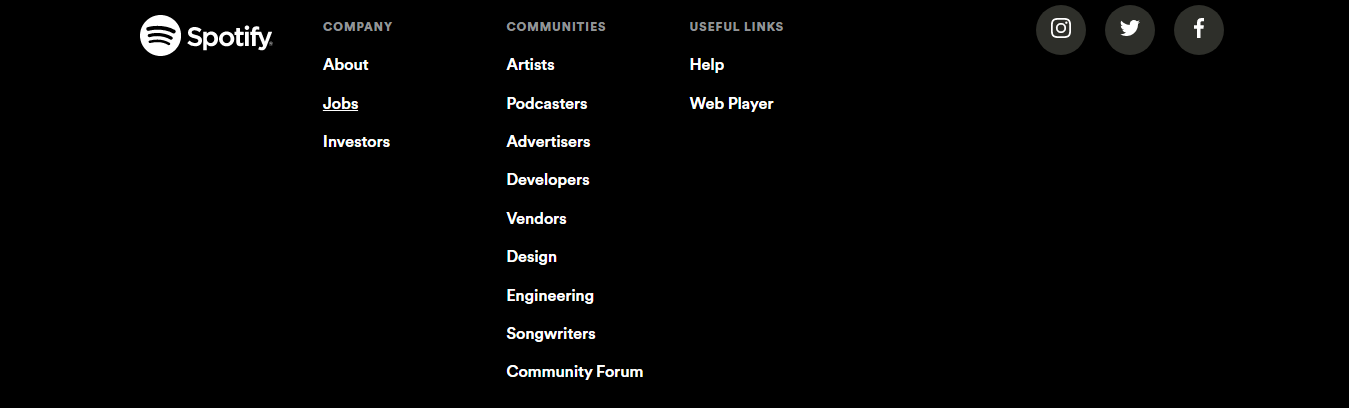 Spotify®
COMPANY
About
Jobs
Investors
COMMUNITIES
Artists
Podcasters
Advertisers
Developers
Vendors
Design
Engineering
Songwriters
Community Forum
USEFUL LINKS
Help
Web Player